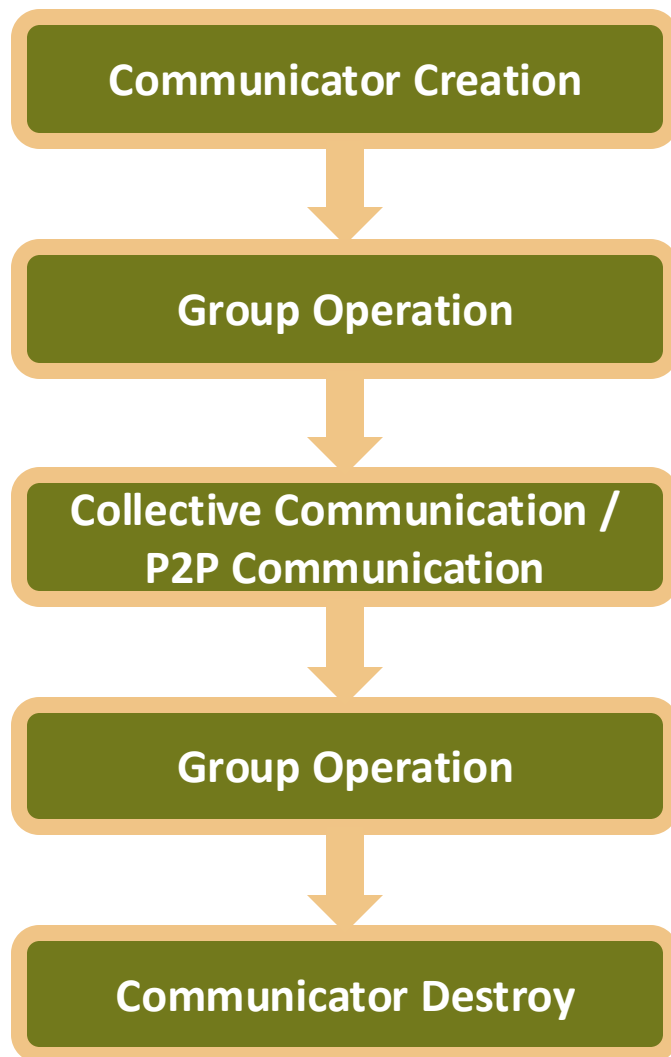 Communicator Creation
Group Operation
Collective Communication /
P2P Communication
Group Operation
Communicator Destroy